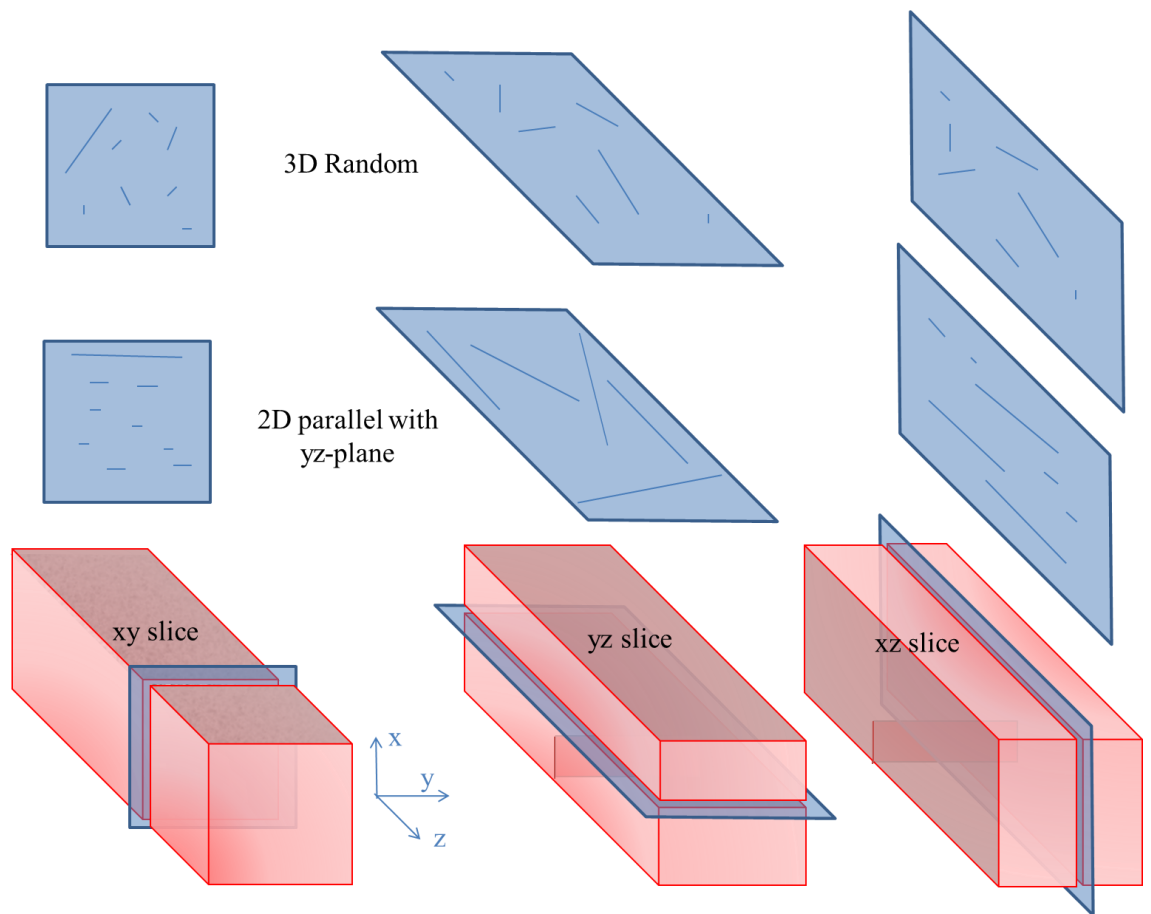 3D Random
2D parallel with
yz-plane
xy slice
yz slice
xz slice
x
y
z